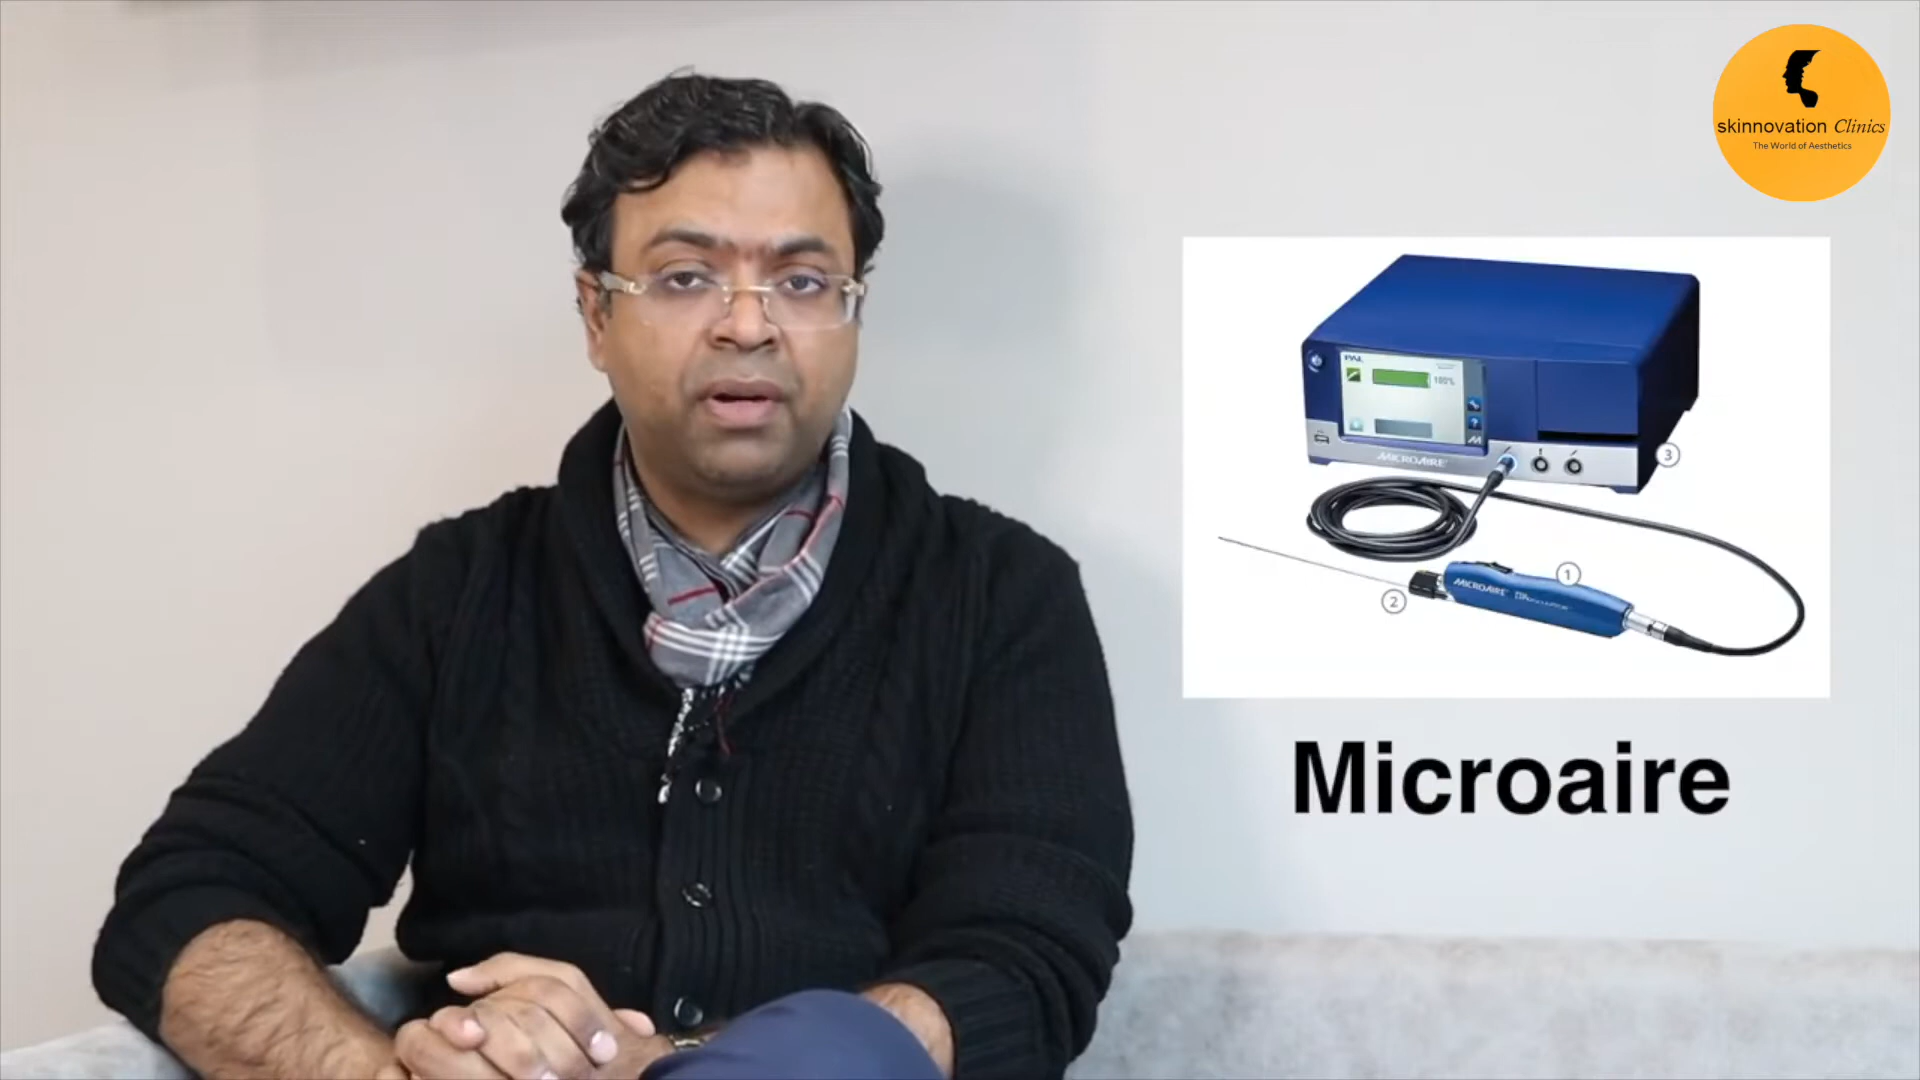 skinnovation Clinics
The World of Aesthetics
PAL
100%
MICROAIRE
3
1
MICROAIRE
2
Microaire